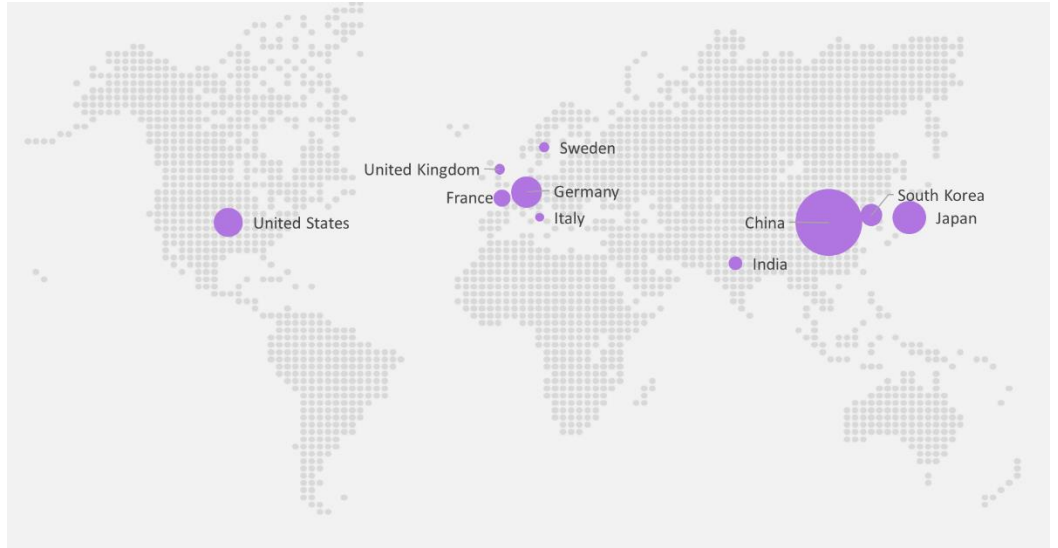 Sweden
United Kingdom
Germany
France
South Korea
Italy
United States
China
Japan
India